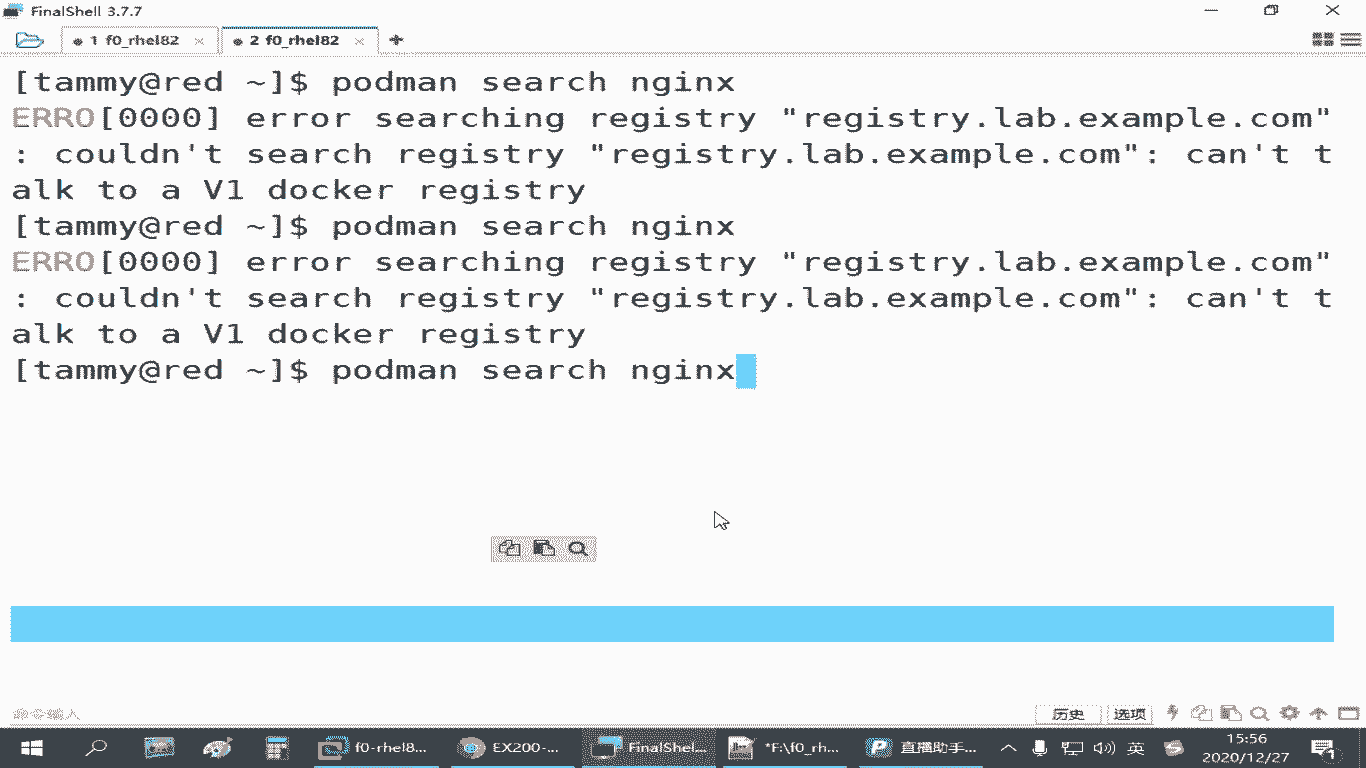 FinalShell 3.7.7
1 f0_rhel82
2 f0_rhel82
[tammy@red ~]$ podman search nginx
ERRO[0000] error searching registry "registry.lab.example.com"
: couldn't search registry "registry.lab.example.com": can't t
alk to a V1 docker registry
[tammy@red ~]$ podman search nginx
ERRO[0000] error searching registry "registry.lab.example.com"
: couldn't search registry "registry.lab.example.com": can't t
alk to a V1 docker registry
[tammy@red ~]$ podman search nginx
命令输入
历史 选项
f0-rhel8... EX200-... FinalShel... *F:\f0_rh... 直播助手... 英 15:56
2020/12/27